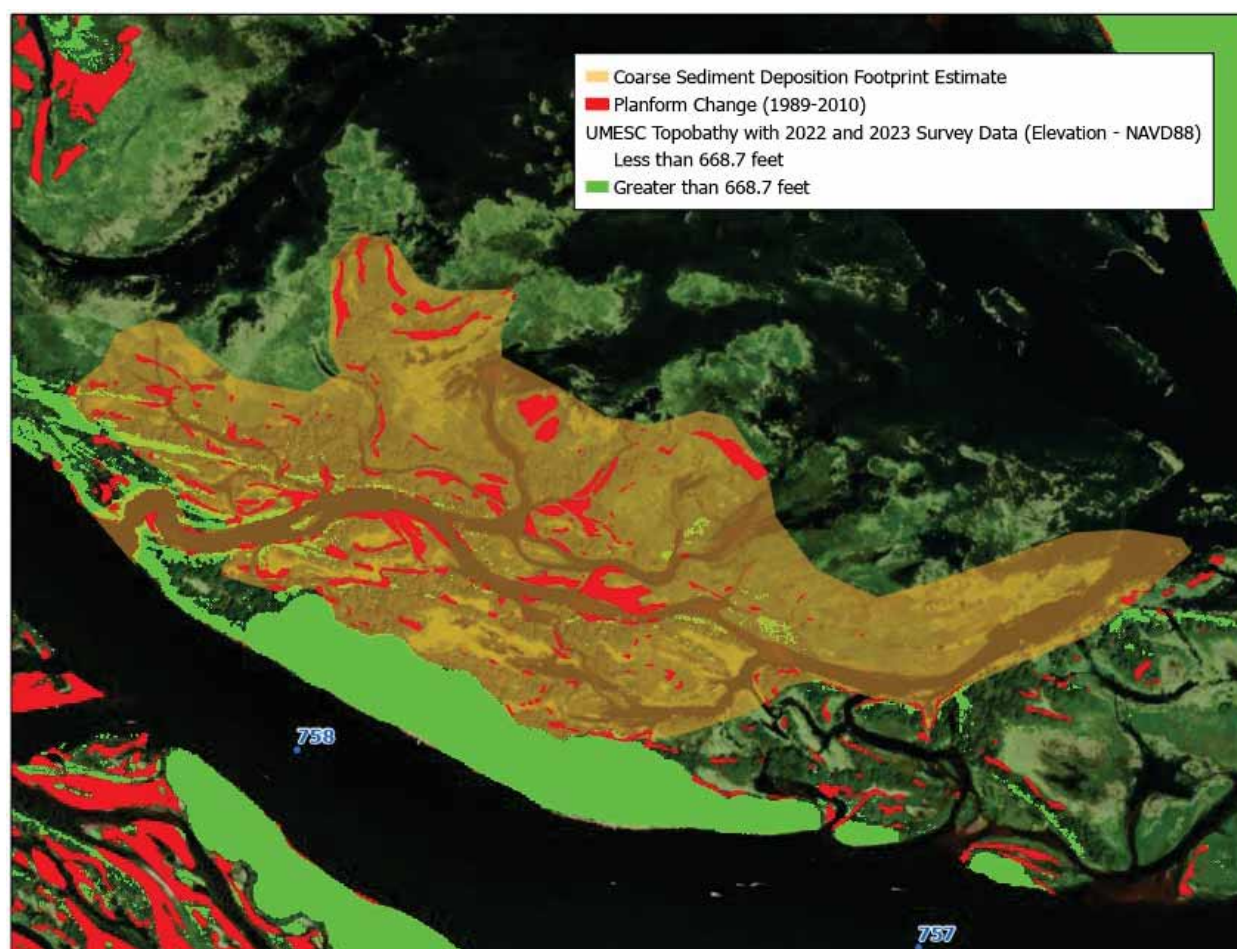 Coarse Sediment Deposition Footprint Estimate
Planform Change (1989-2010)
UMESC Topobathy with 2022 and 2023 Survey Data (Elevation - NAVD88)
Less than 668.7 feet
Greater than 668.7 feet
758
757